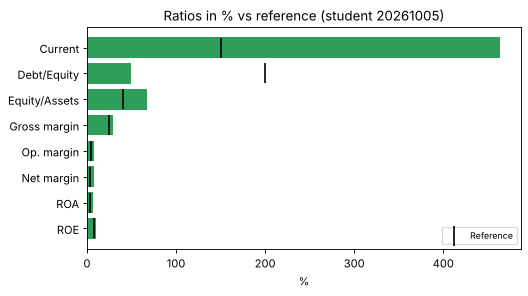 Ratios in % vs reference (student 20261005)
Current
Debt/Equity
Equity/Assets
Gross margin
Op. margin
Net margin
ROA
ROE
Reference
0 100 200 300 400
%